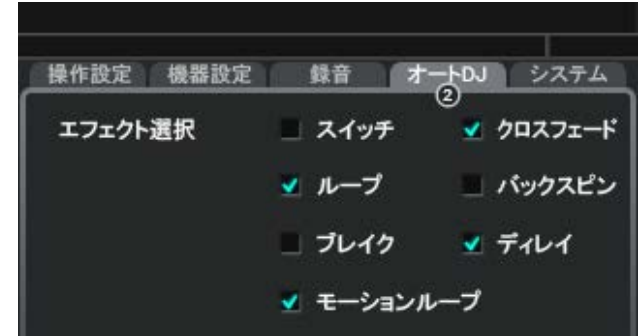 操作設定 機器設定 録音 オートDJ システム
②
エフェクト選択 スイッチ クロスフェード
ループ バックスピン
ブレイク ディレイ
モーションループ